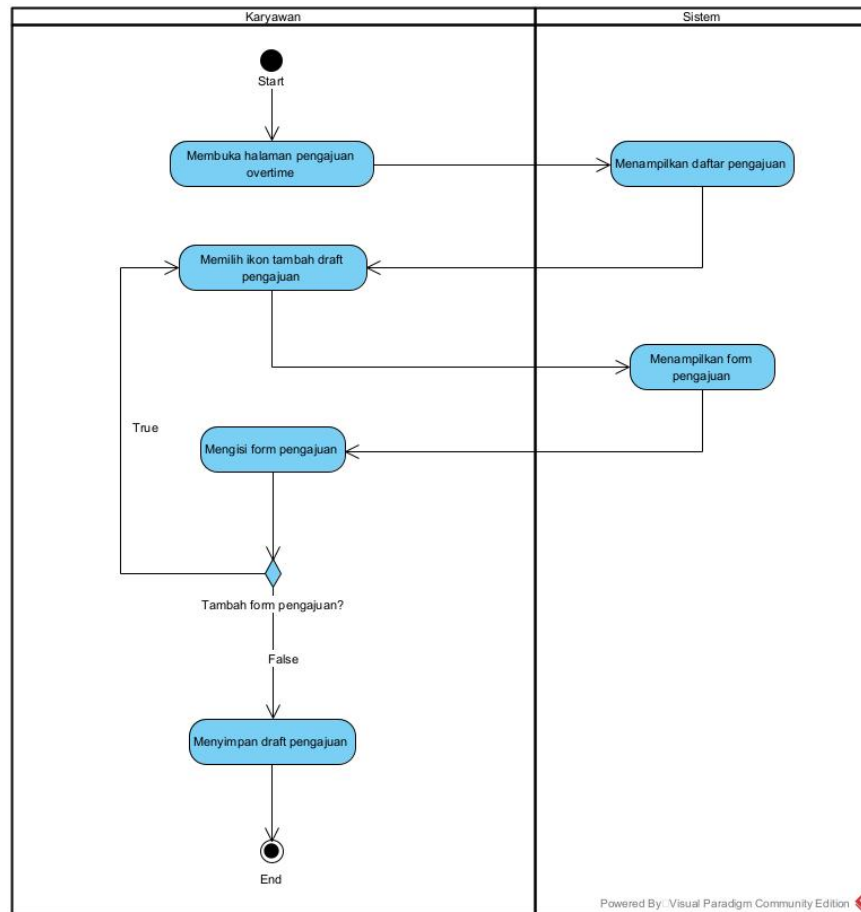 Karyawan
Sistem
Start
Membuka halaman pengajuan
overtime
Menampilkan daftar pengajuan
Memilih ikon tambah draft
pengajuan
Menampilkan form
pengajuan
True
Mengisi form pengajuan
Tambah form pengajuan?
False
Menyimpan draft pengajuan
End
Powered By Visual Paradigm Community Edition